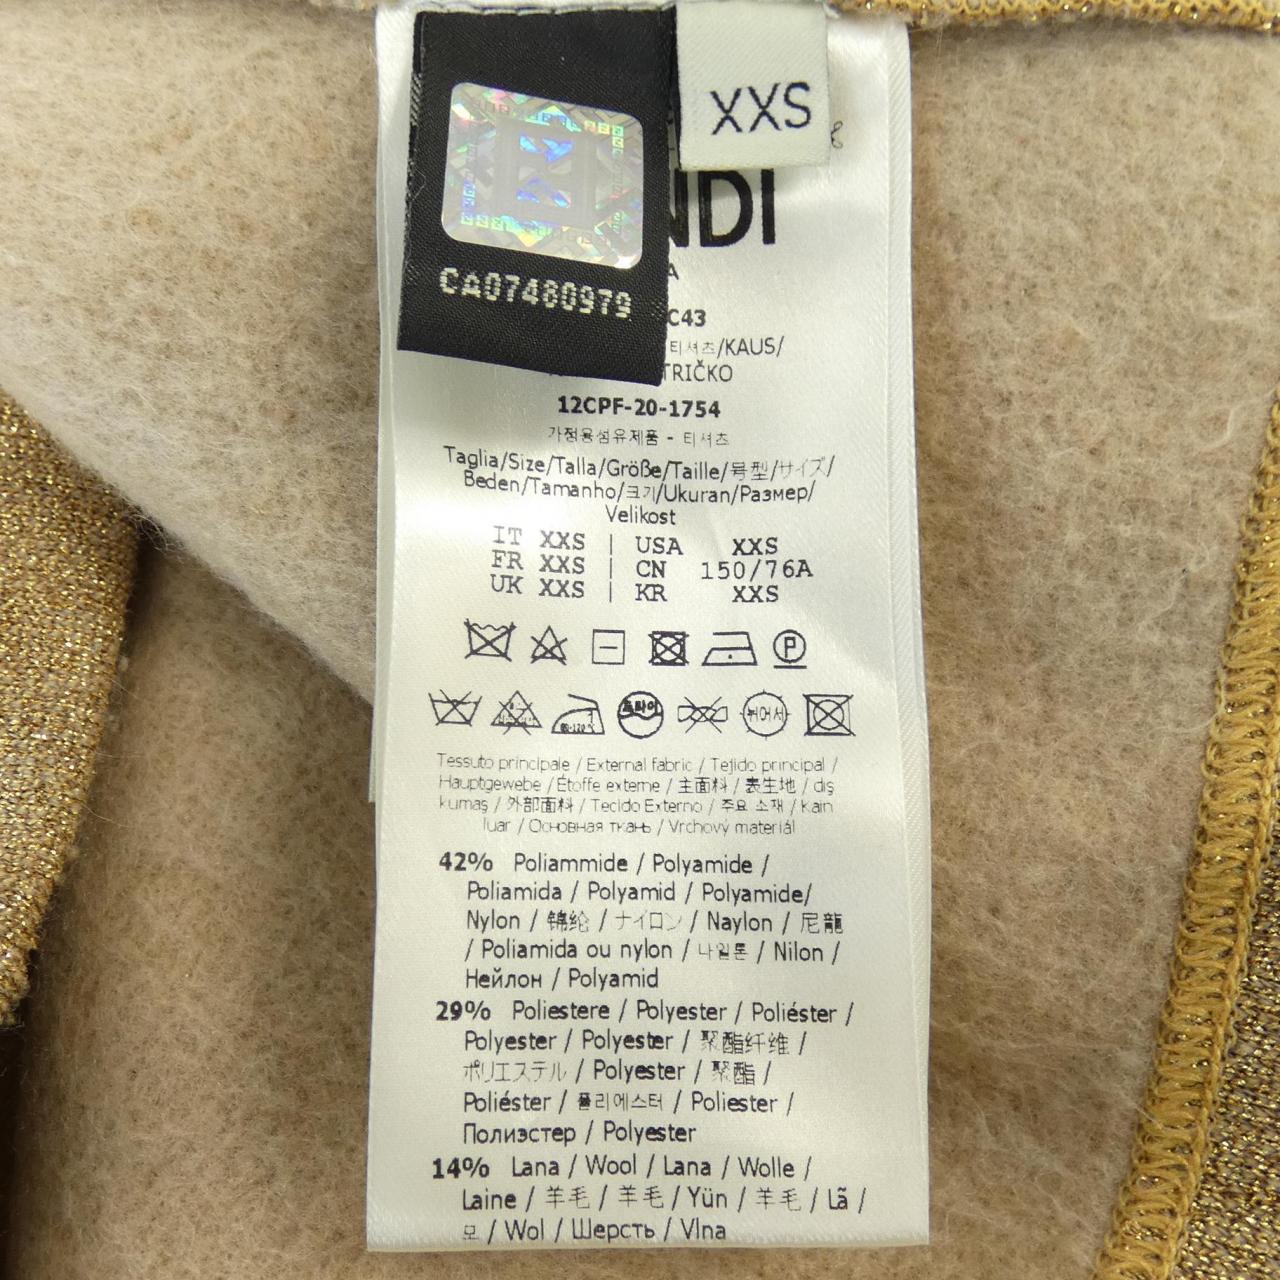 XXS
NDI
CA07480979
A
C43
티셔츠/KAUS/
TRIČKO
12CPF-20-1754
가정용섬유제품 - 티셔츠
Taglia/Size/Talla/Größe/Taille/号型/サイズ/
Beden/Tamanho/크기/Ukuran/Размер/
Velikost
IT XXS | USA XXS
FR XXS | CN 150/76A
UK XXS | KR XXS
P
80-120℃ 드라이 뉘어서
Tessuto principale / External fabric / Tejido principal /
Hauptgewebe / Étoffe externe / 主面料 / 表生地 / dış
kumaş / 外部面料 / Tecido Externo / 주요 소재 / Kain
luar / Основная ткань / Vrchový materiál
42% Poliammide / Polyamide /
Poliamida / Polyamid / Polyamide/
Nylon / 锦纶 / ナイロン / Naylon / 尼龍
/ Poliamida ou nylon / 나일론 / Nilon /
Нейлон / Polyamid
29% Poliestere / Polyester / Poliéster /
Polyester / Polyester / 聚酯纤维 /
ポリエステル / Polyester / 聚酯 /
Poliéster / 폴리에스터 / Poliester /
Полиэстер / Polyester
14% Lana / Wool / Lana / Wolle /
Laine / 羊毛 / 羊毛 / Yün / 羊毛 / Lã /
모 / Wol / Шерсть / Vlna